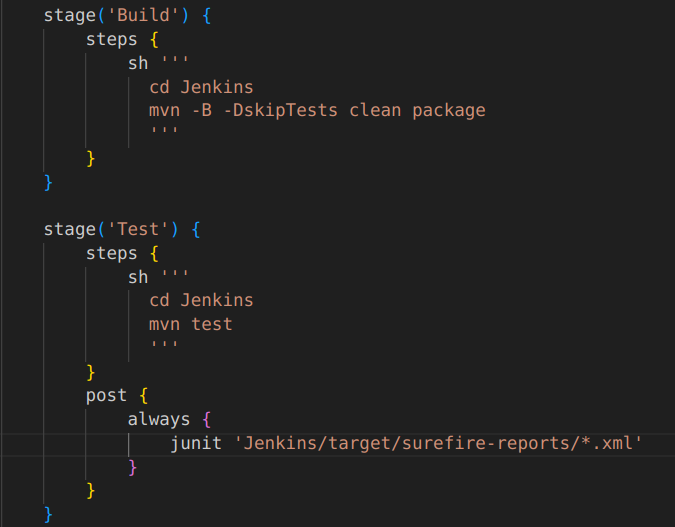 stage('Build') {
    steps {
        sh '''
          cd Jenkins
          mvn -B -DskipTests clean package
          '''
    }
}

stage('Test') {
    steps {
        sh '''
          cd Jenkins
          mvn test
          '''
    }
    post {
        always {
            junit 'Jenkins/target/surefire-reports/*.xml'
        }
    }
}